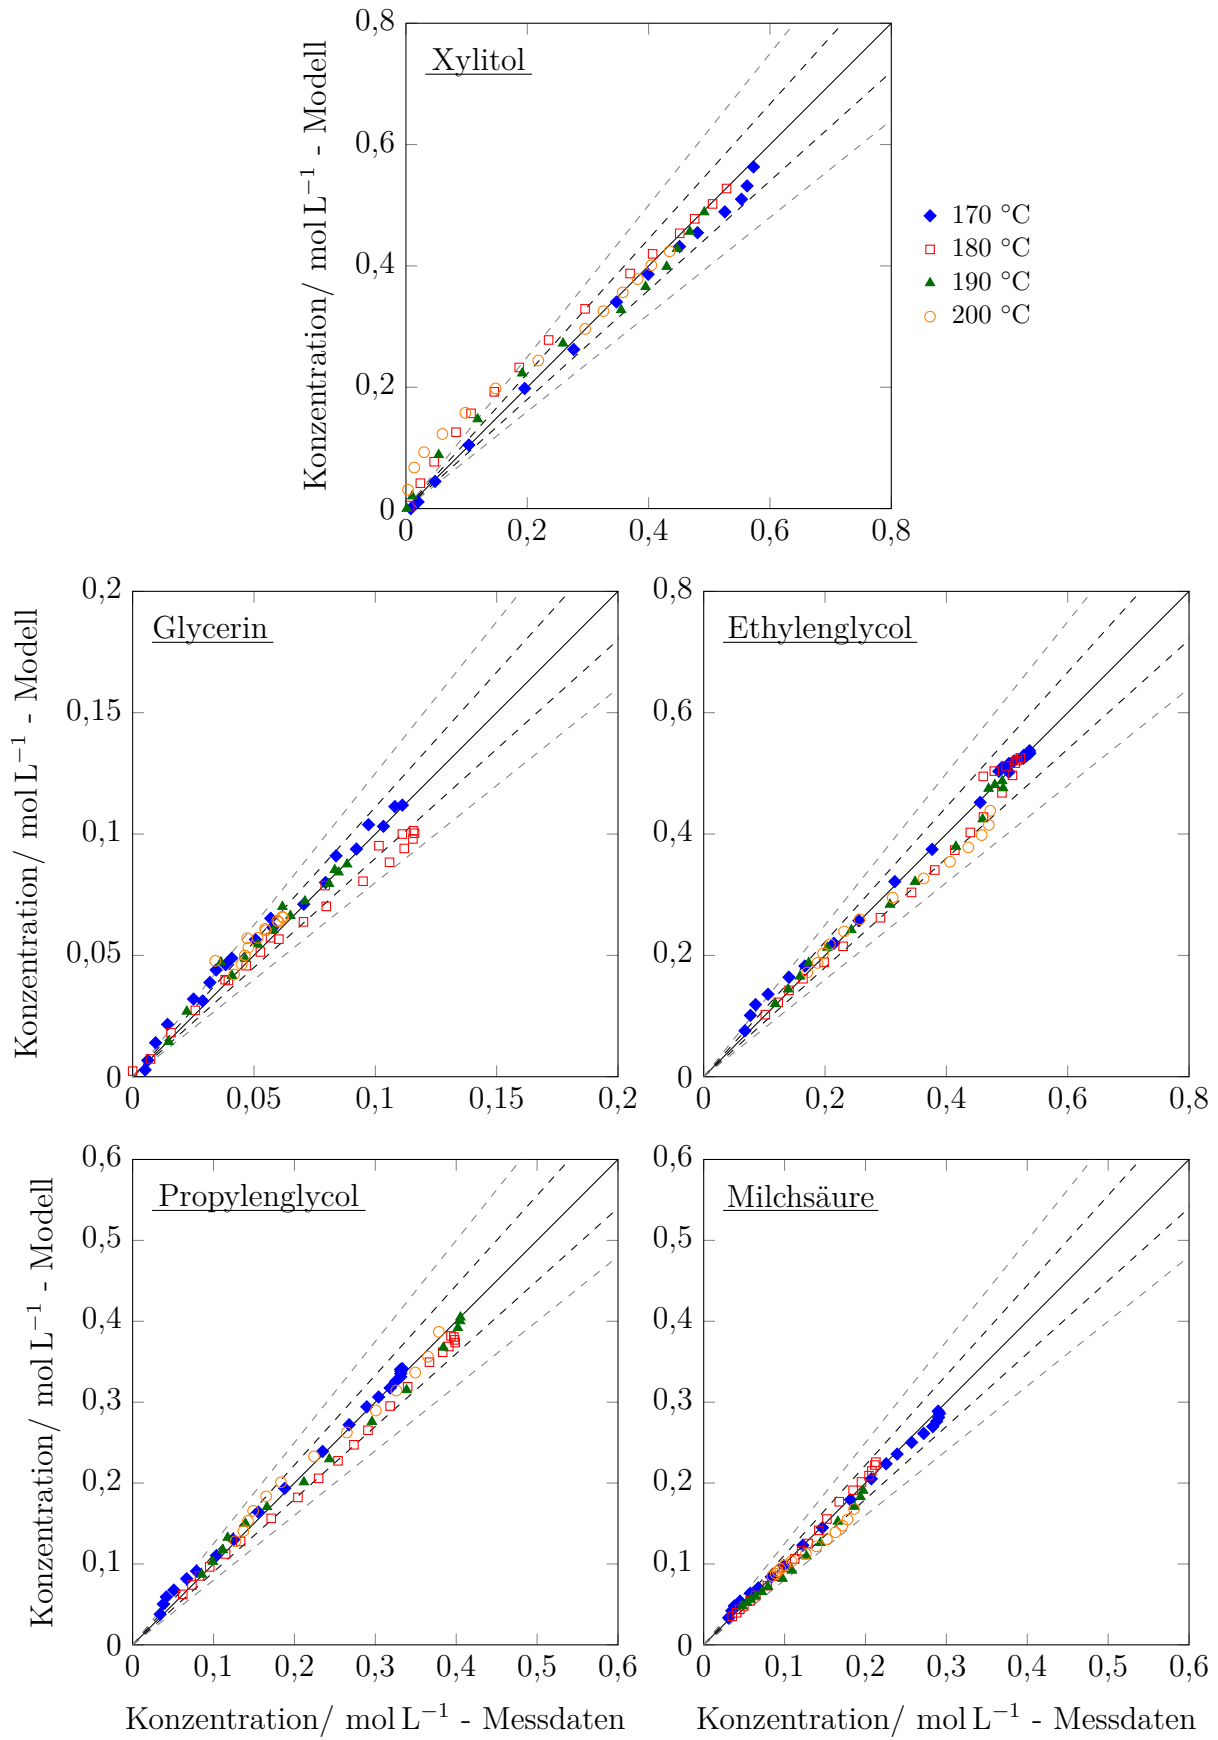 Xylitol
Konzentration/ mol L⁻¹ - Modell
0,8
0,6
0,4
0,2
0
0 0,2 0,4 0,6 0,8
170 °C
180 °C
190 °C
200 °C
Glycerin
Konzentration/ mol L⁻¹ - Modell
0,2
0,15
0,1
0,05
0
0 0,05 0,1 0,15 0,2
Ethylenglycol
0,8
0,6
0,4
0,2
0
0 0,2 0,4 0,6 0,8
Propylenglycol
Konzentration/ mol L⁻¹ - Modell
0,6
0,5
0,4
0,3
0,2
0,1
0
0 0,1 0,2 0,3 0,4 0,5 0,6
Konzentration/ mol L⁻¹ - Messdaten
Milchsäure
0,6
0,5
0,4
0,3
0,2
0,1
0
0 0,1 0,2 0,3 0,4 0,5 0,6
Konzentration/ mol L⁻¹ - Messdaten